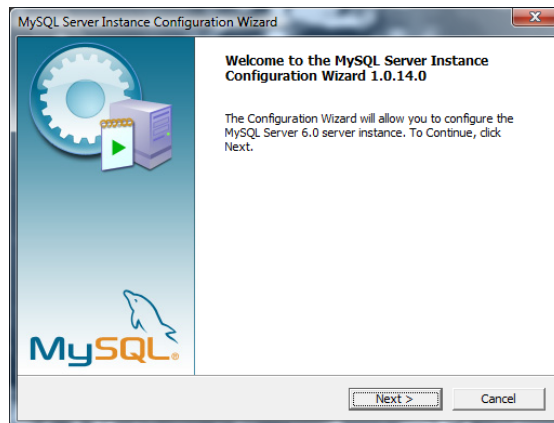 MySQL Server Instance Configuration Wizard
Welcome to the MySQL Server Instance
Configuration Wizard 1.0.14.0
The Configuration Wizard will allow you to configure the
MySQL Server 6.0 server instance. To Continue, click
Next.
MySQL®
Next >
Cancel